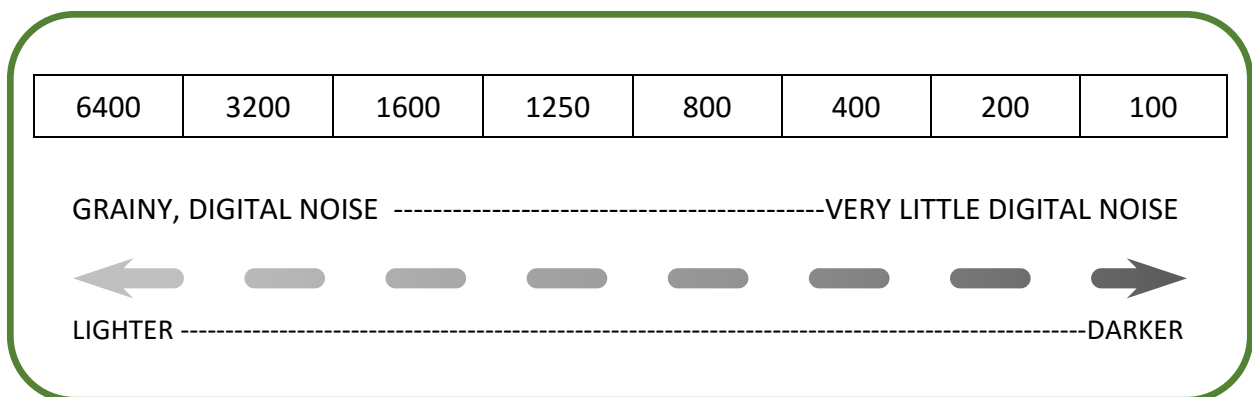 6400 3200 1600 1250 800 400 200 100
GRAINY, DIGITAL NOISE -------------------------------------------VERY LITTLE DIGITAL NOISE
LIGHTER ------------------------------------------------------------------------------------------------------DARKER